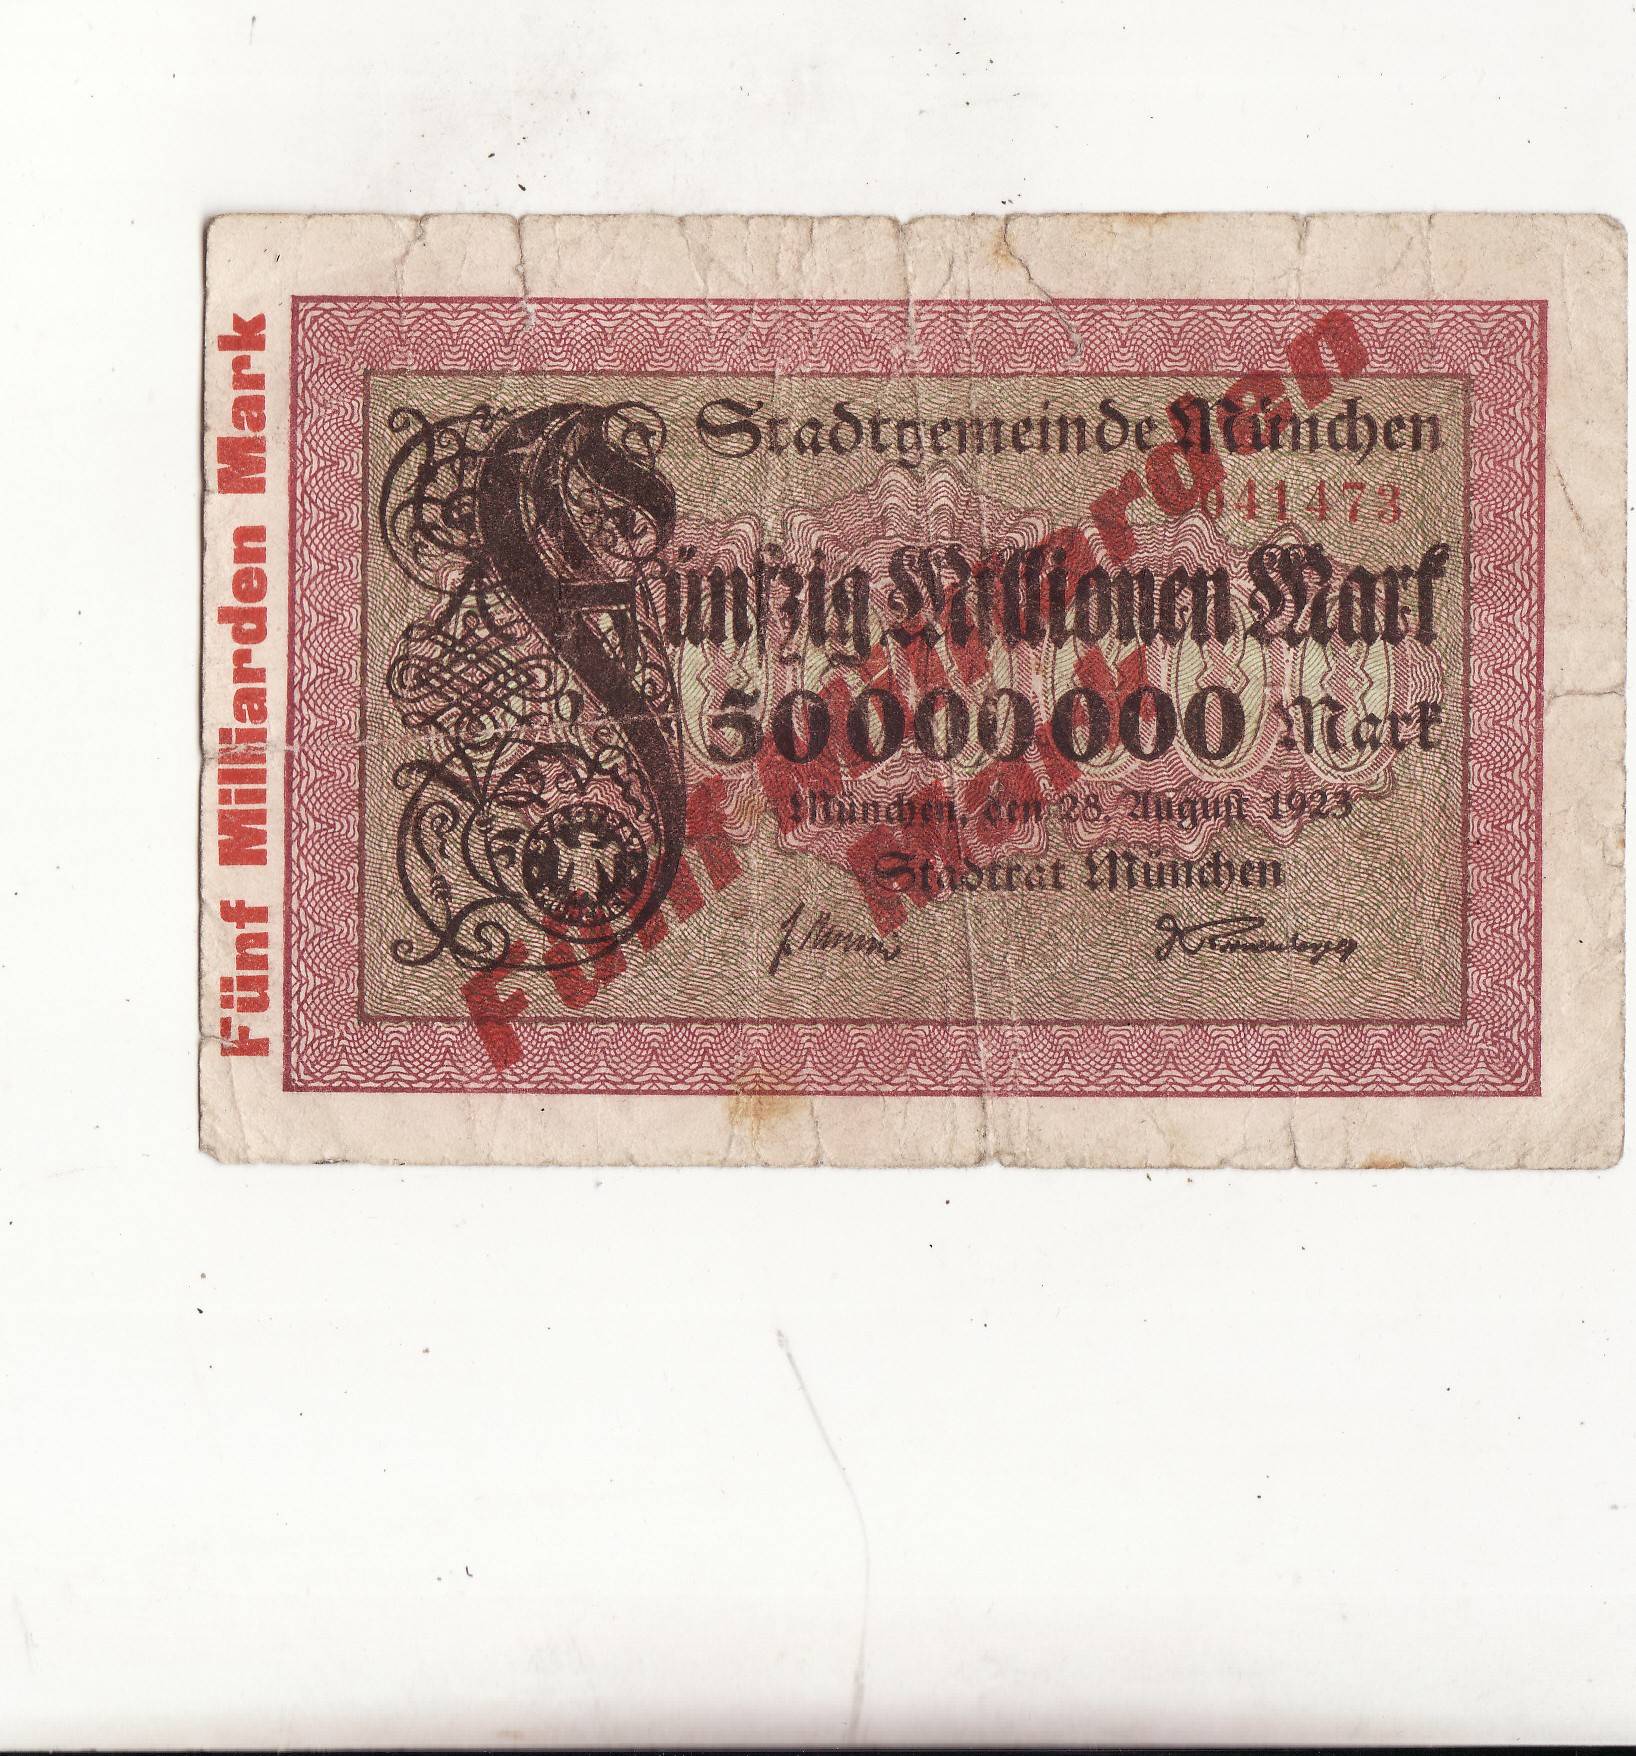 Fünf Milliarden Mark
Stadtgemeinde München
041473
Fünfzig Millionen Mark
50000000 Mark
München, den 28. August 1923
Stadtrat München
Fünf Milliarden
Mark